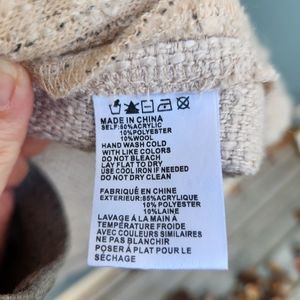 MADE IN CHINA
SELF:80%ACRYLIC
10%POLYESTER
10%WOOL
HAND WASH COLD
WITH LIKE COLORS
DO NOT BLEACH
LAY FLAT TO DRY
USE COOL IRON IF NEEDED
DO NOT DRY CLEAN
FABRIQUÉ EN CHINE
EXTERIEUR:85%ACRYLIQUE
10%POLYESTER
10%LAINE
LAVAGE À LA MAIN À
TEMPÉRATURE FROIDE
AVEC COULEURS SIMILAIRES
NE PAS BLANCHIR
POSER À PLAT POUR LE
SÉCHAGE